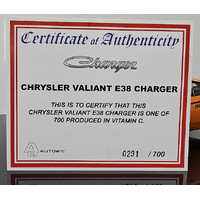 Certificate of Authenticity
Charger
CHRYSLER VALIANT E38 CHARGER
THIS IS TO CERTIFY THAT THIS
CHRYSLER VALIANT E38 CHARGER IS ONE OF
700 PRODUCED IN VITAMIN C.
AUTOART
0291 / 700